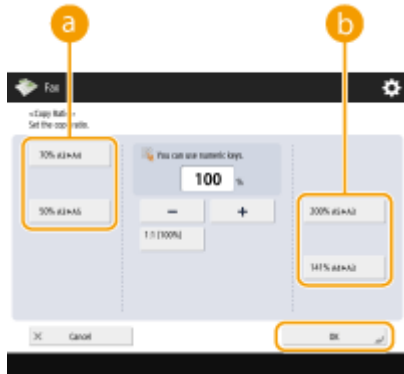 a
b
Fax
<Copy Ratio>
Set the copy ratio.
70% A3▶A4
You can use numeric keys.
100 %
50% A3▶A5
- +
200% A5▶A3
1:1 (100%)
141% A4▶A3
× Cancel
OK